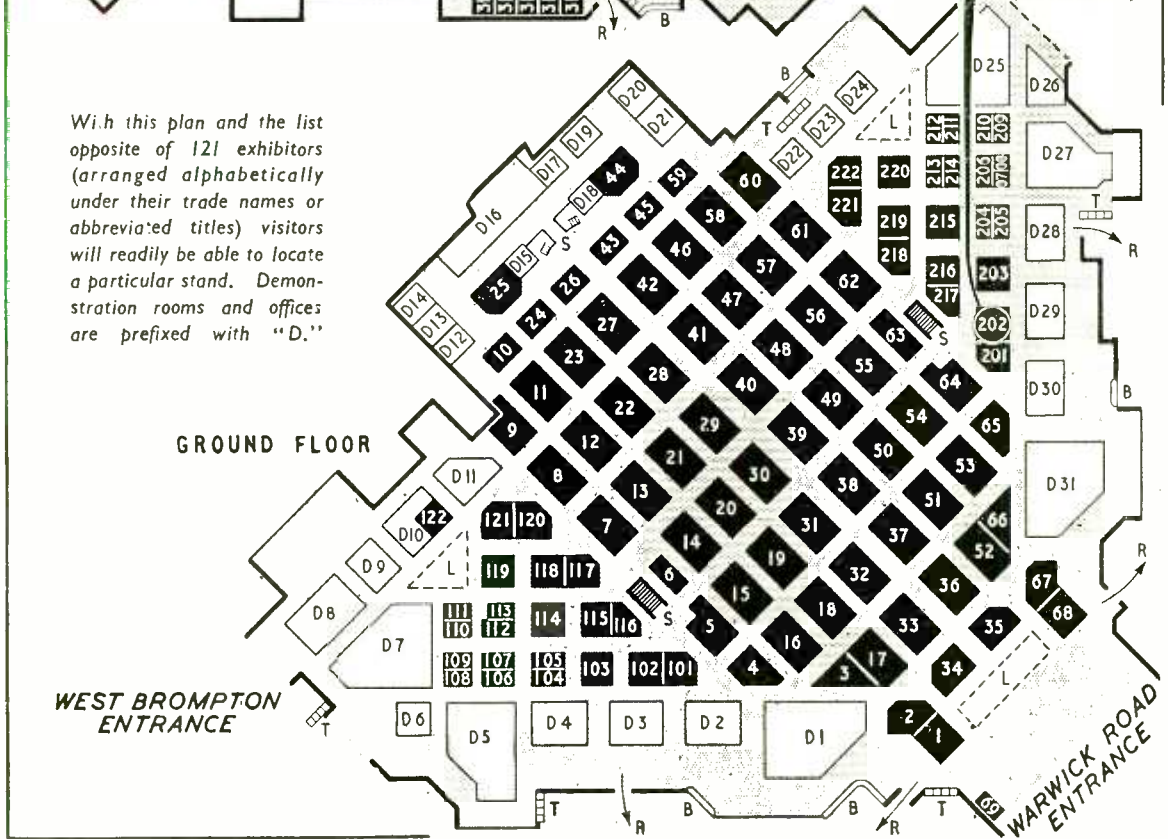 R
B
With this plan and the list
opposite of 121 exhibitors
(arranged alphabetically
under their trade names or
abbreviated titles) visitors
will readily be able to locate
a particular stand. Demon-
stration rooms and offices
are prefixed with "D."
D20
D21
D19
D17
D18
D16
D15
S
D14
D13
D12
B
T
D24
D23
D22
L
D25
D26
D27
T
D28
R
D29
D30
B
D31
R
44
59
60
45
58
61
43
46
57
62
25
26
42
47
56
63
S
24
27
41
48
55
64
10
23
28
40
49
54
65
11
22
29
39
50
53
9
12
21
30
38
51
66
52
8
13
20
31
37
7
14
19
32
36
67
68
6
15
18
33
35
S
5
16
17
34
4
3
L
2
1
69
222
221
220
219
218
212
211
210
209
213
214
206
207
208
215
204
205
216
217
203
202
201
GROUND FLOOR
D11
D10
122
D9
D8
L
D7
121
120
119
118
117
111
110
113
112
114
115
116
109
108
107
106
105
104
103
102
101
WEST BROMPTON
ENTRANCE
T
D6
D5
D4
D3
D2
D1
T
R
B
B
R
T
WARWICK ROAD
ENTRANCE